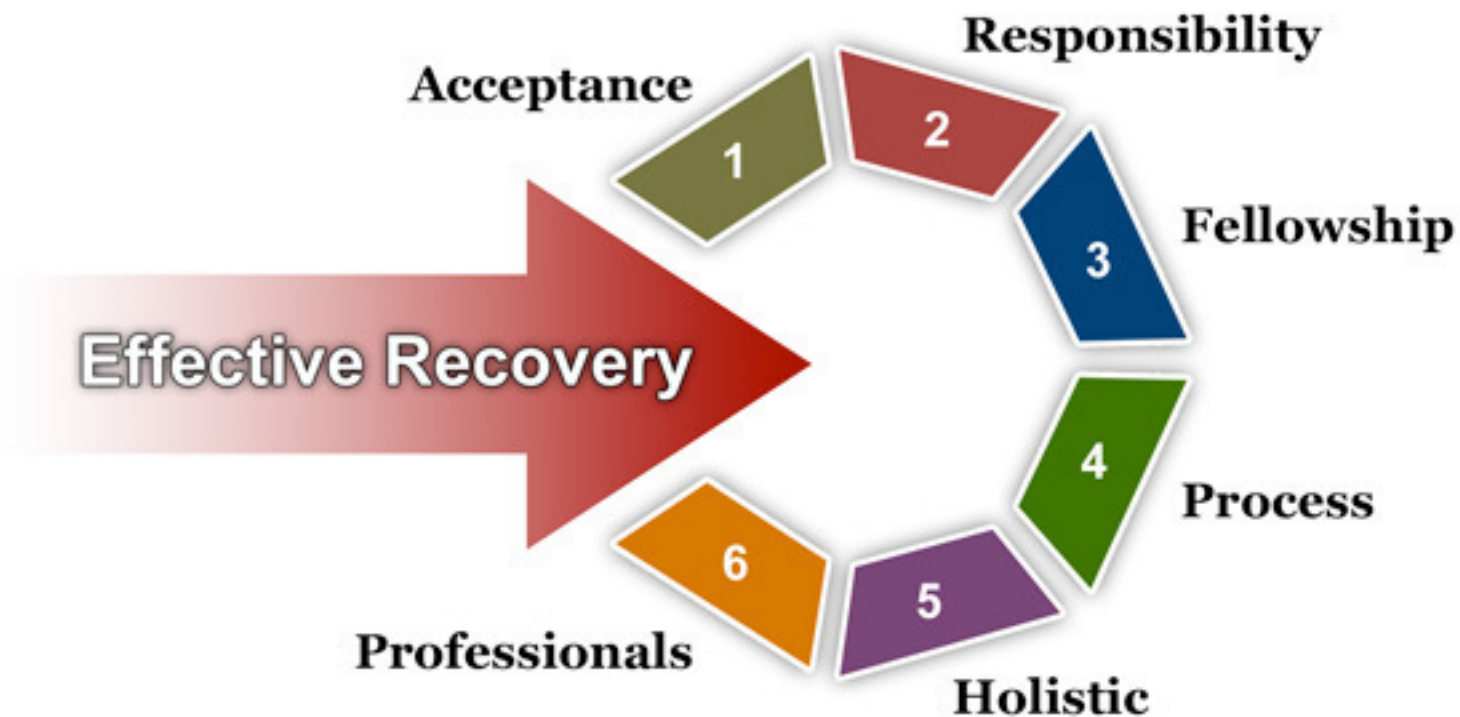 Responsibility
Acceptance
1
2
Fellowship
3
Effective Recovery
4
Process
6
5
Professionals
Holistic